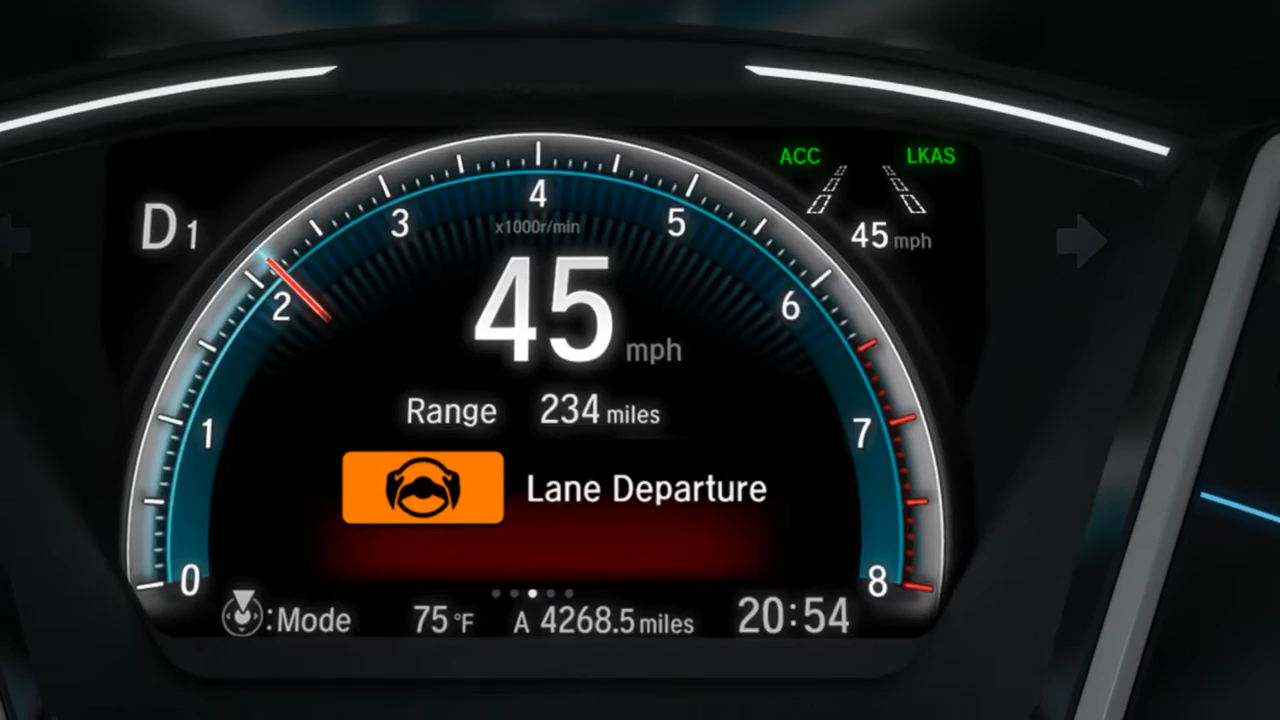 ACC LKAS
D 1
45 mph
0 1 2 3 4 5 6 7 8
x1000r/min
45 mph
Range 234 miles
Lane Departure
:Mode 75 °F A 4268.5 miles 20:54